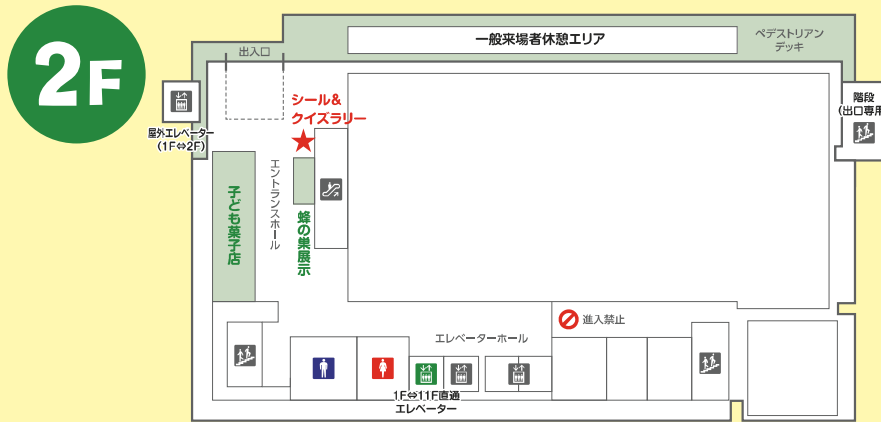 2F
一般来場者休憩エリア
ペデストリアン
デッキ
出入口
シール&
クイズラリー
階段
(出口専用
屋外エレベーター
(1F⇔2F)
エントランスホール
子ども菓子店
蜂の巣展示
進入禁止
エレベーターホール
1F⇔11F直通
エレベーター